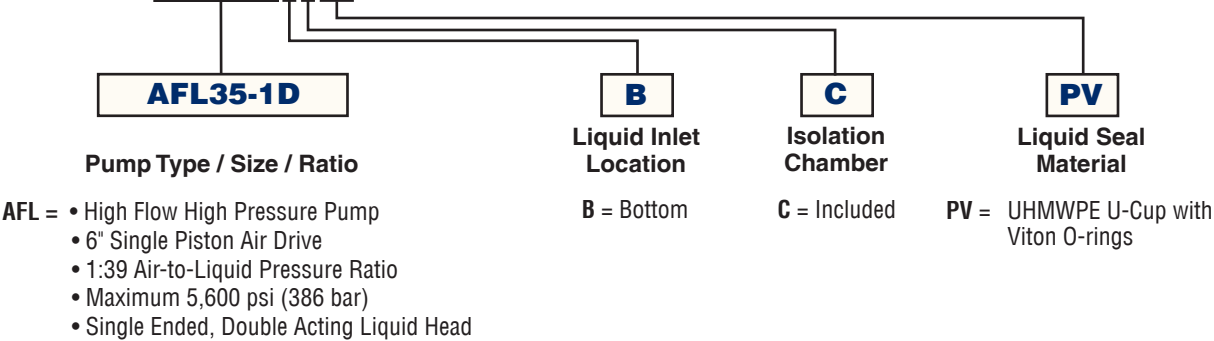 AFL35-1D
B
C
PV
Pump Type / Size / Ratio
Liquid Inlet
Location
Isolation
Chamber
Liquid Seal
Material
AFL = • High Flow High Pressure Pump
• 6" Single Piston Air Drive
• 1:39 Air-to-Liquid Pressure Ratio
• Maximum 5,600 psi (386 bar)
• Single Ended, Double Acting Liquid Head
B = Bottom
C = Included
PV = UHMWPE U-Cup with
Viton O-rings